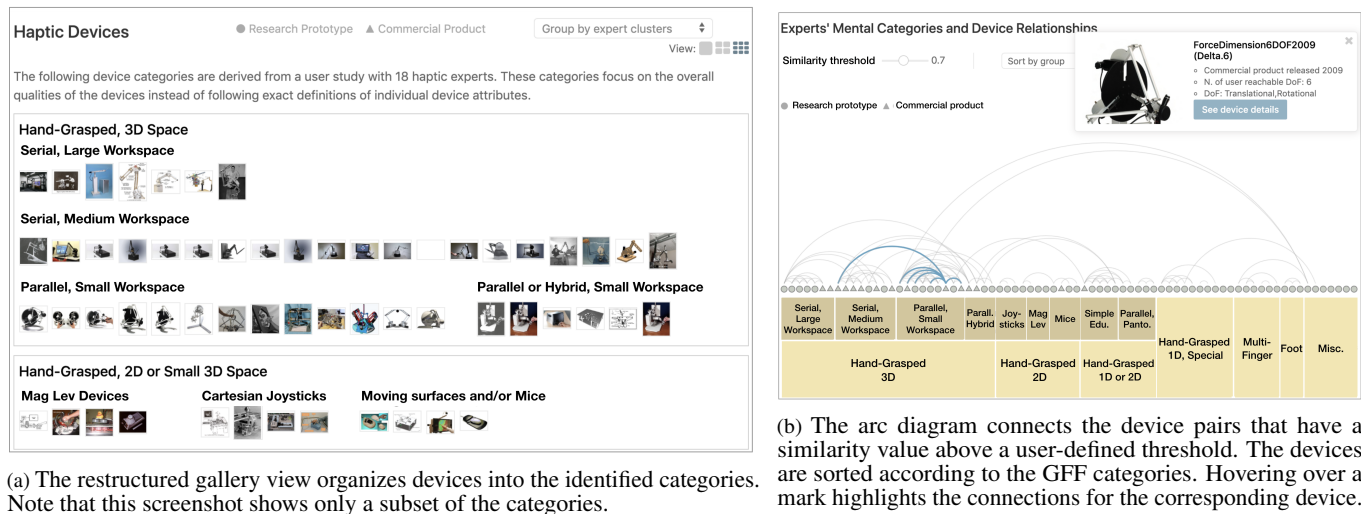 Haptic Devices
Research Prototype Commercial Product
Group by expert clusters
View:
The following device categories are derived from a user study with 18 haptic experts. These categories focus on the overall
qualities of the devices instead of following exact definitions of individual device attributes.
Hand-Grasped, 3D Space
Serial, Large Workspace
Serial, Medium Workspace
Parallel, Small Workspace
Parallel or Hybrid, Small Workspace
Hand-Grasped, 2D or Small 3D Space
Mag Lev Devices
Cartesian Joysticks
Moving surfaces and/or Mice
(a) The restructured gallery view organizes devices into the identified categories.
Note that this screenshot shows only a subset of the categories.
Experts' Mental Categories and Device Relationships
Similarity threshold 0.7
Sort by group
Research prototype Commercial product
ForceDimension6DOF2009
(Delta.6)
Commercial product released 2009
N. of user reachable DoF: 6
DoF: Translational,Rotational
See device details
Serial,
Large
Workspace
Serial,
Medium
Workspace
Parallel,
Small
Workspace
Parall.
Hybrid
Joy-
sticks
Mag
Lev
Mice
Simple
Edu.
Parallel,
Panto.
Hand-Grasped
3D
Hand-Grasped
2D
Hand-Grasped
1D or 2D
Hand-Grasped
1D, Special
Multi-
Finger
Foot
Misc.
(b) The arc diagram connects the device pairs that have a
similarity value above a user-defined threshold. The devices
are sorted according to the GFF categories. Hovering over a
mark highlights the connections for the corresponding device.